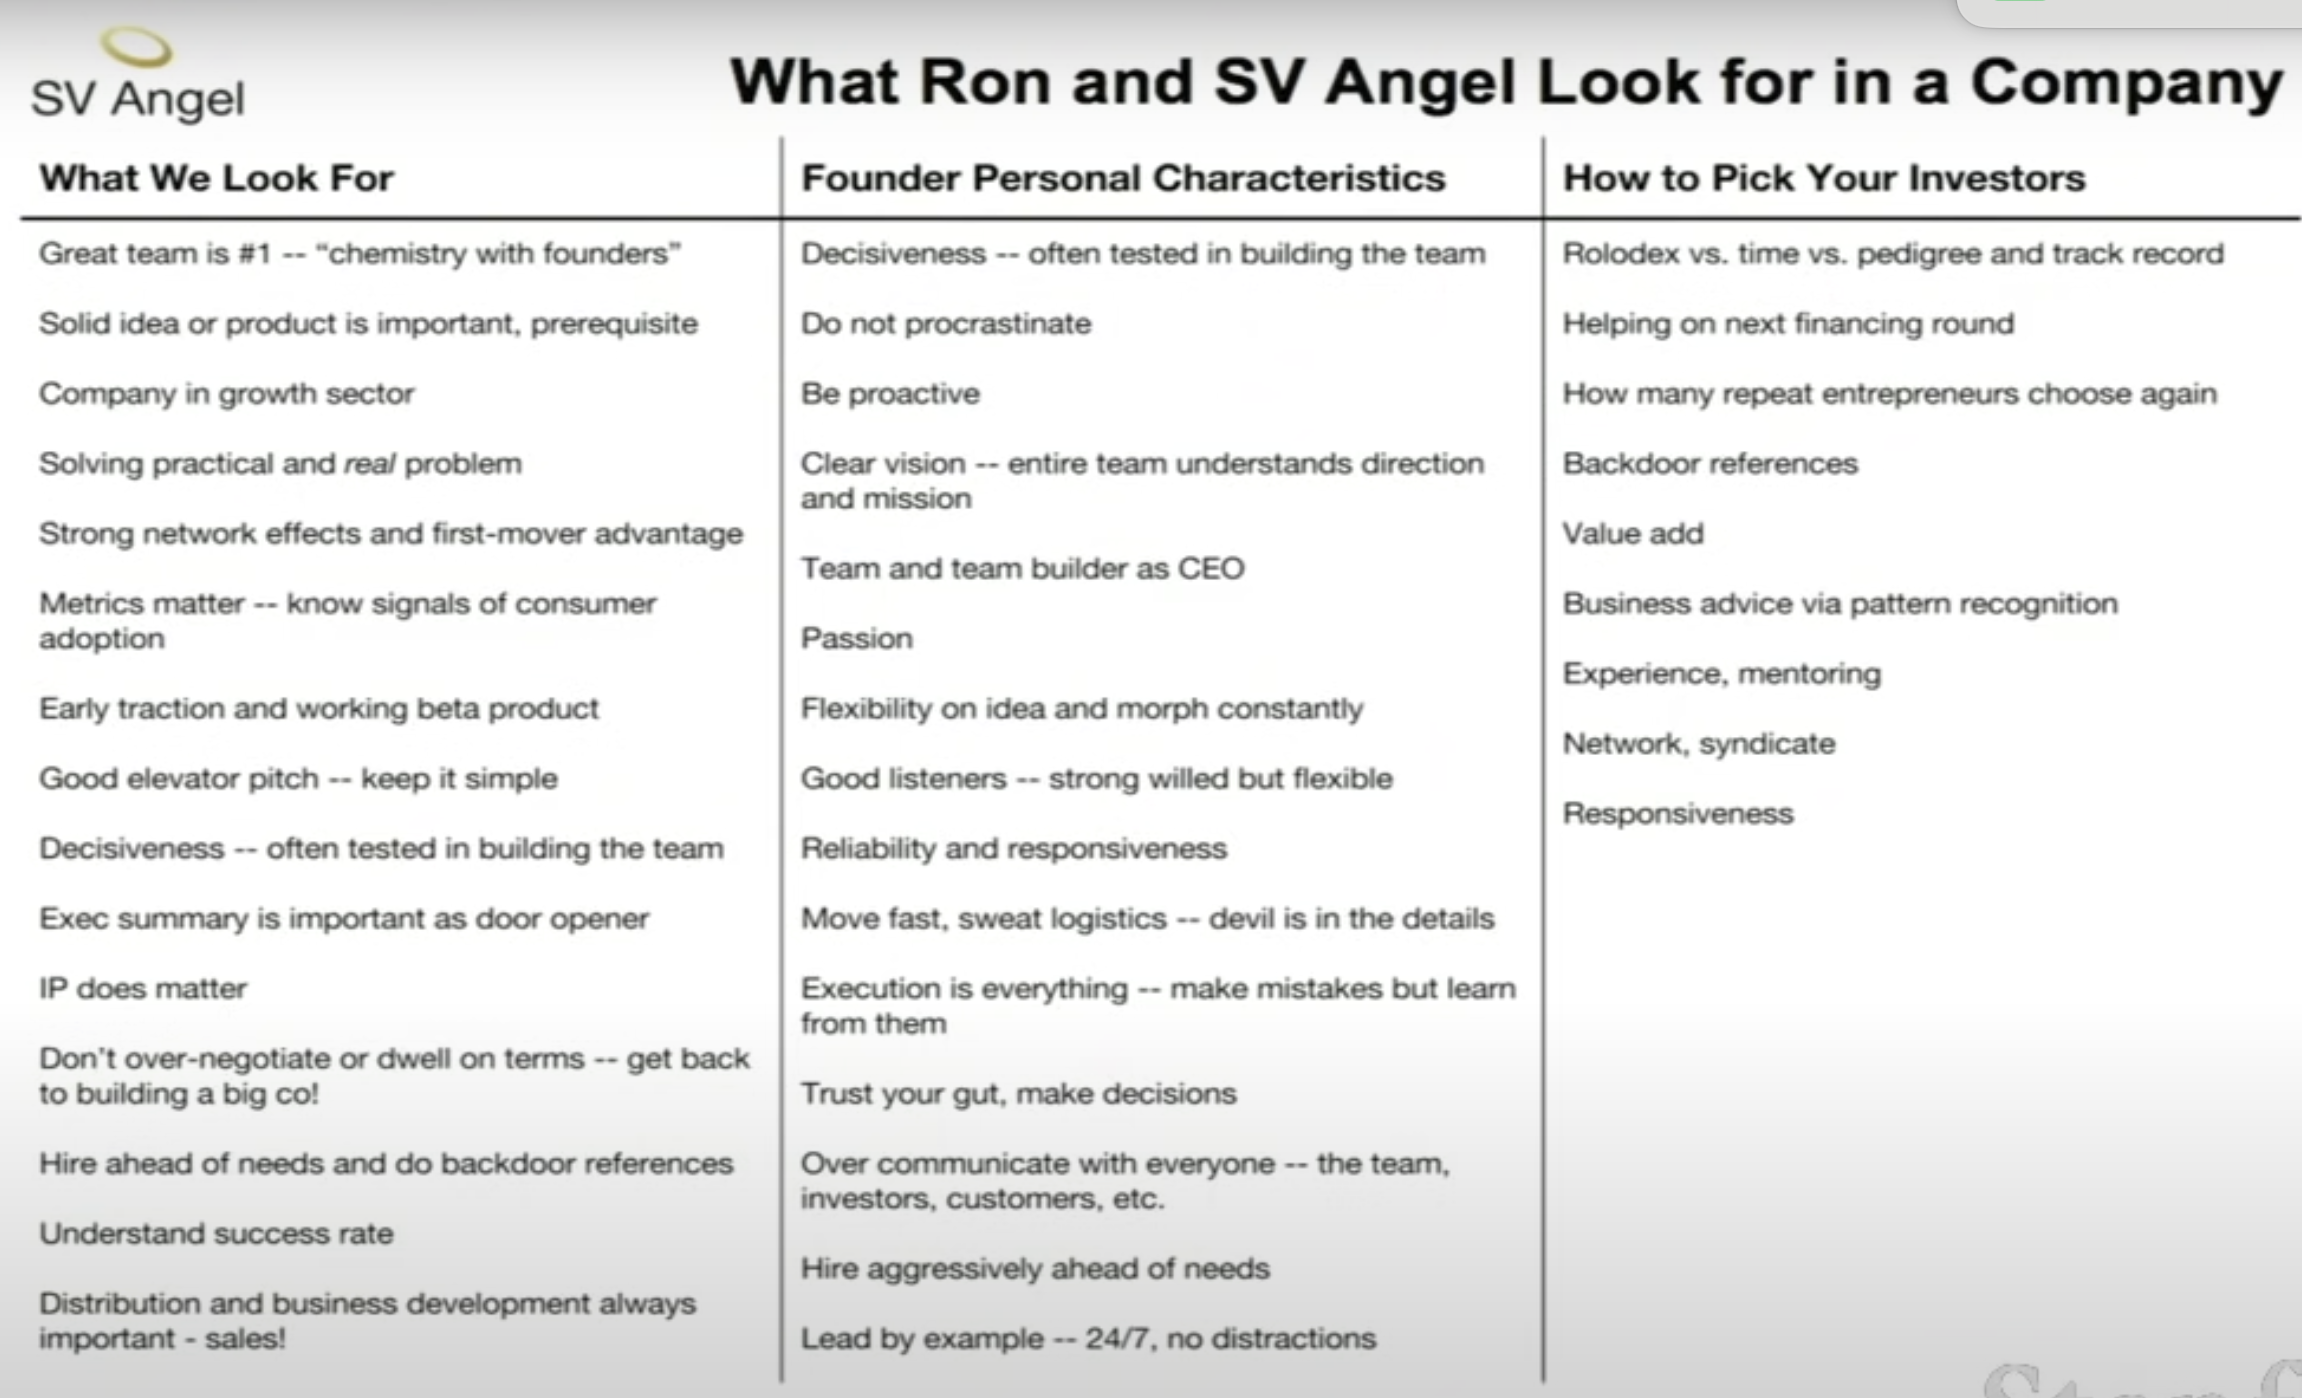 SV Angel
What Ron and SV Angel Look for in a Company
What We Look For
Great team is #1 -- “chemistry with founders”
Solid idea or product is important, prerequisite
Company in growth sector
Solving practical and real problem
Strong network effects and first-mover advantage
Metrics matter -- know signals of consumer
adoption
Early traction and working beta product
Good elevator pitch -- keep it simple
Decisiveness -- often tested in building the team
Exec summary is important as door opener
IP does matter
Don’t over-negotiate or dwell on terms -- get back
to building a big co!
Hire ahead of needs and do backdoor references
Understand success rate
Distribution and business development always
important - sales!
Founder Personal Characteristics
Decisiveness -- often tested in building the team
Do not procrastinate
Be proactive
Clear vision -- entire team understands direction
and mission
Team and team builder as CEO
Passion
Flexibility on idea and morph constantly
Good listeners -- strong willed but flexible
Reliability and responsiveness
Move fast, sweat logistics -- devil is in the details
Execution is everything -- make mistakes but learn
from them
Trust your gut, make decisions
Over communicate with everyone -- the team,
investors, customers, etc.
Hire aggressively ahead of needs
Lead by example -- 24/7, no distractions
How to Pick Your Investors
Rolodex vs. time vs. pedigree and track record
Helping on next financing round
How many repeat entrepreneurs choose again
Backdoor references
Value add
Business advice via pattern recognition
Experience, mentoring
Network, syndicate
Responsiveness